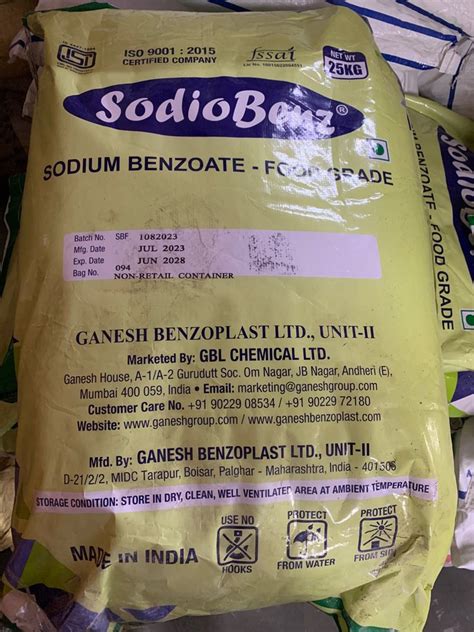 ISI
ISO 9001 : 2015
CERTIFIED COMPANY
fssai
NET WT
25KG
SodioBenz®
SODIUM BENZOATE - FOOD GRADE
Batch No. SBF 1082023
Mfg. Date JUL 2023
Exp. Date JUN 2028
Bag No. 094
NON-RETAIL CONTAINER
GANESH BENZOPLAST LTD., UNIT-II
Marketed By: GBL CHEMICAL LTD.
Ganesh House, A-1/A-2 Gurudutt Soc. Om Nagar, JB Nagar, Andheri (E),
Mumbai 400 059, India • Email: marketing@ganeshgroup.com
Customer Care No. +91 90229 08534 / +91 90229 72180
Website: www.ganeshgroup.com / www.ganeshbenzoplast.com
Mfd. By: GANESH BENZOPLAST LTD., UNIT-II
D-21/2/2, MIDC Tarapur, Boisar, Palghar - Maharashtra, India - 401506
STORAGE CONDITION: STORE IN DRY, CLEAN, WELL VENTILATED AREA AT AMBIENT TEMPERATURE
MADE IN INDIA
USE NO
HOOKS
PROTECT
FROM WATER
PROTECT
FROM SUN
BENZOATE - FOOD GRADE